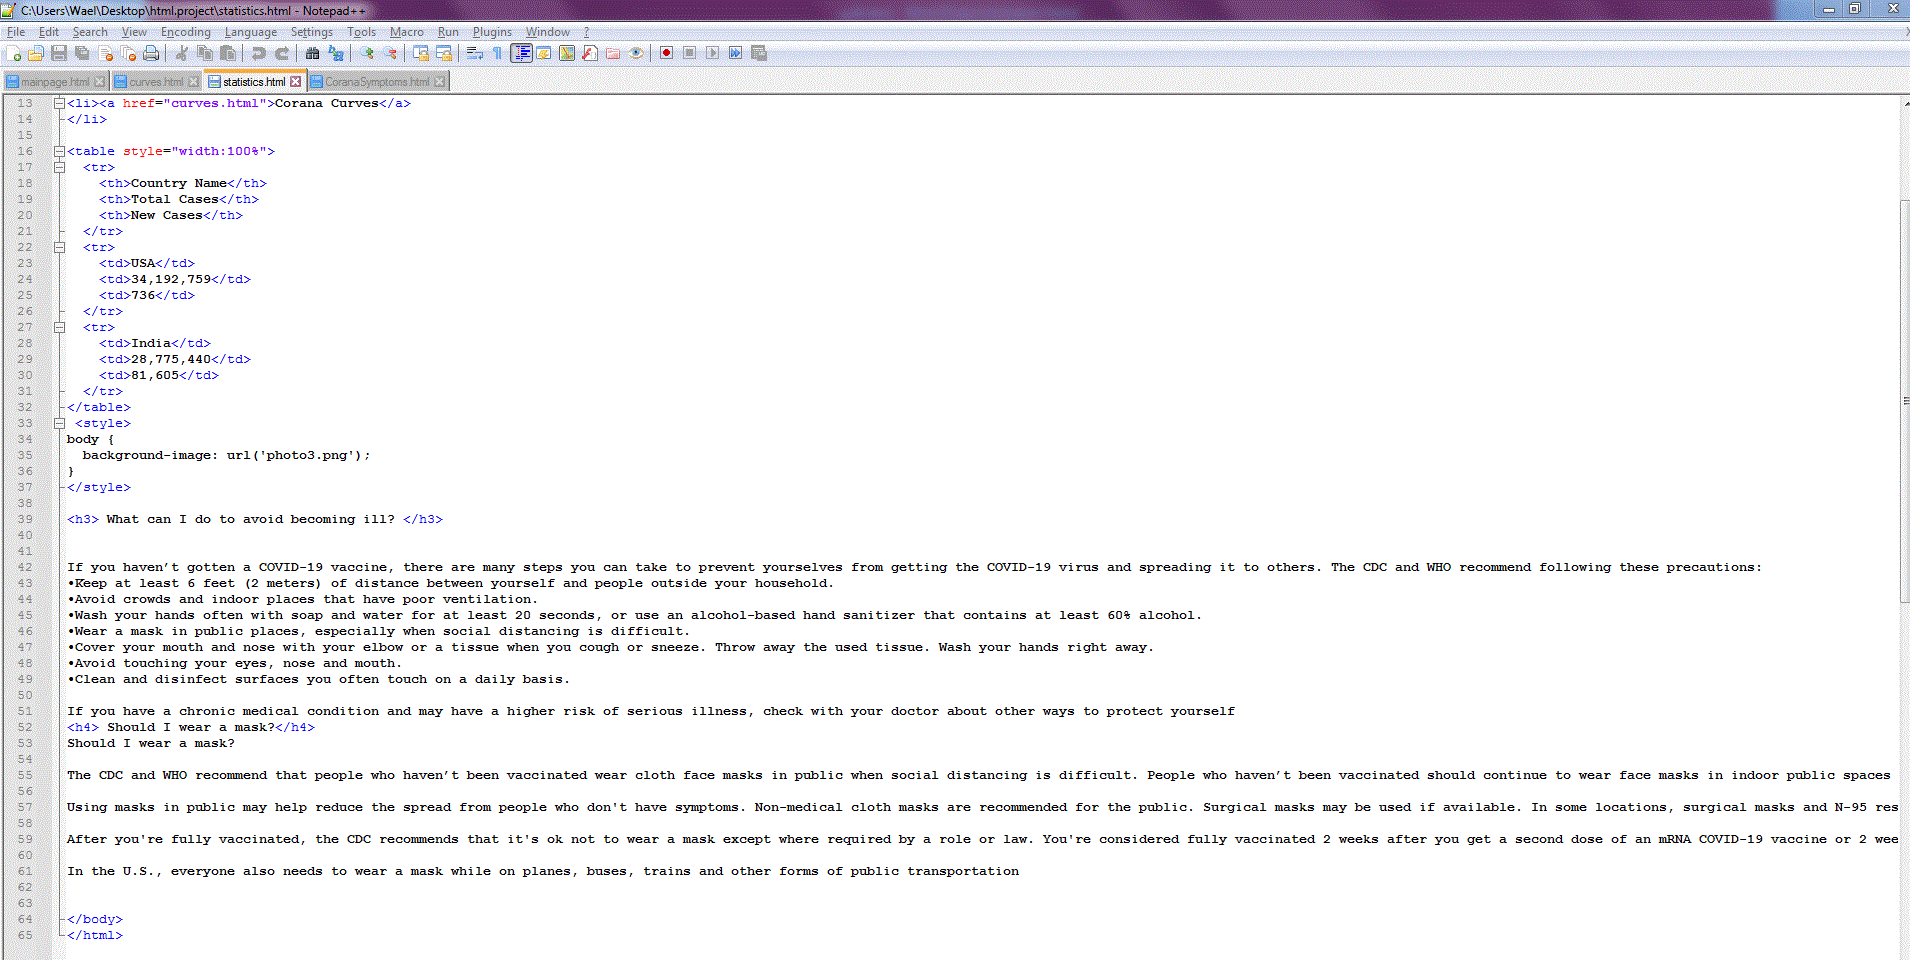 C:\Users\Wael\Desktop\html.project\statistics.html - Notepad++
File Edit Search View Encoding Language Settings Tools Macro Run Plugins Window ?
mainpage.html curves.html statistics.html CoranaSymptoms.html
13 <li><a href="curves.html">Corana Curves</a>
14 </li>
15
16 <table style="width:100%">
17 <tr>
18 <th>Country Name</th>
19 <th>Total Cases</th>
20 <th>New Cases</th>
21 </tr>
22 <tr>
23 <td>USA</td>
24 <td>34,192,759</td>
25 <td>736</td>
26 </tr>
27 <tr>
28 <td>India</td>
29 <td>28,775,440</td>
30 <td>81,605</td>
31 </tr>
32 </table>
33 <style>
34 body {
35 background-image: url('photo3.png');
36 }
37 </style>
38
39 <h3> What can I do to avoid becoming ill? </h3>
40
41
42 If you haven’t gotten a COVID-19 vaccine, there are many steps you can take to prevent yourselves from getting the COVID-19 virus and spreading it to others. The CDC and WHO recommend following these precautions:
43 •Keep at least 6 feet (2 meters) of distance between yourself and people outside your household.
44 •Avoid crowds and indoor places that have poor ventilation.
45 •Wash your hands often with soap and water for at least 20 seconds, or use an alcohol-based hand sanitizer that contains at least 60% alcohol.
46 •Wear a mask in public places, especially when social distancing is difficult.
47 •Cover your mouth and nose with your elbow or a tissue when you cough or sneeze. Throw away the used tissue. Wash your hands right away.
48 •Avoid touching your eyes, nose and mouth.
49 •Clean and disinfect surfaces you often touch on a daily basis.
50
51 If you have a chronic medical condition and may have a higher risk of serious illness, check with your doctor about other ways to protect yourself
52 <h4> Should I wear a mask?</h4>
53 Should I wear a mask?
54
55 The CDC and WHO recommend that people who haven’t been vaccinated wear cloth face masks in public when social distancing is difficult. People who haven’t been vaccinated should continue to wear face masks in indoor public spaces
56
57 Using masks in public may help reduce the spread from people who don't have symptoms. Non-medical cloth masks are recommended for the public. Surgical masks may be used if available. In some locations, surgical masks and N-95 res
58
59 After you're fully vaccinated, the CDC recommends that it's ok not to wear a mask except where required by a role or law. You're considered fully vaccinated 2 weeks after you get a second dose of an mRNA COVID-19 vaccine or 2 wee
60
61 In the U.S., everyone also needs to wear a mask while on planes, buses, trains and other forms of public transportation
62
63
64 </body>
65 </html>